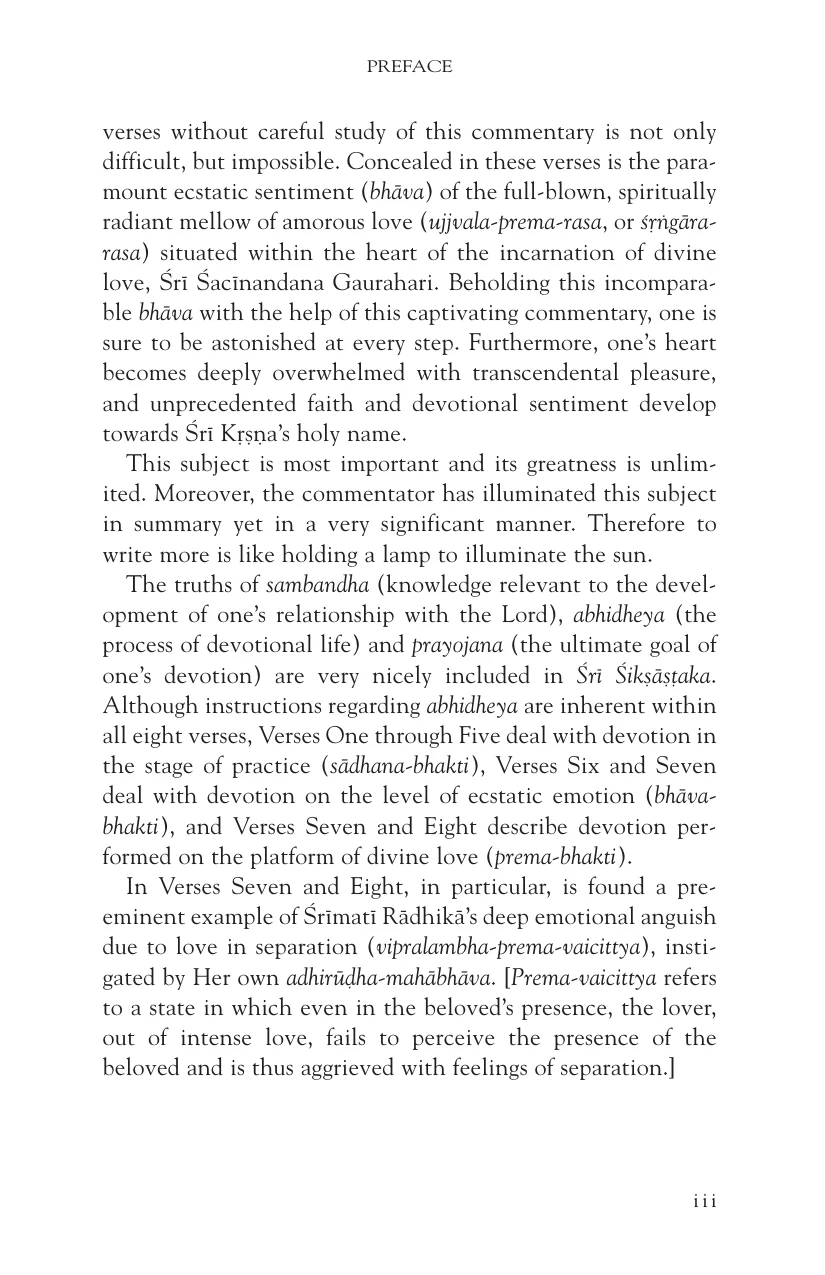 PREFACE
verses without careful study of this commentary is not only
difficult, but impossible. Concealed in these verses is the para-
mount ecstatic sentiment (bhāva) of the full-blown, spiritually
radiant mellow of amorous love (ujjvala-prema-rasa, or śṛṅgāra-
rasa) situated within the heart of the incarnation of divine
love, Śrī Śacīnandana Gaurahari. Beholding this incompara-
ble bhāva with the help of this captivating commentary, one is
sure to be astonished at every step. Furthermore, one’s heart
becomes deeply overwhelmed with transcendental pleasure,
and unprecedented faith and devotional sentiment develop
towards Śrī Kṛṣṇa’s holy name.
This subject is most important and its greatness is unlim-
ited. Moreover, the commentator has illuminated this subject
in summary yet in a very significant manner. Therefore to
write more is like holding a lamp to illuminate the sun.
The truths of sambandha (knowledge relevant to the devel-
opment of one’s relationship with the Lord), abhidheya (the
process of devotional life) and prayojana (the ultimate goal of
one’s devotion) are very nicely included in Śrī Śikṣāṣṭaka.
Although instructions regarding abhidheya are inherent within
all eight verses, Verses One through Five deal with devotion in
the stage of practice (sādhana-bhakti), Verses Six and Seven
deal with devotion on the level of ecstatic emotion (bhāva-
bhakti), and Verses Seven and Eight describe devotion per-
formed on the platform of divine love (prema-bhakti).
In Verses Seven and Eight, in particular, is found a pre-
eminent example of Śrīmatī Rādhikā’s deep emotional anguish
due to love in separation (vipralambha-prema-vaicittya), insti-
gated by Her own adhirūḍha-mahābhāva. [Prema-vaicittya refers
to a state in which even in the beloved’s presence, the lover,
out of intense love, fails to perceive the presence of the
beloved and is thus aggrieved with feelings of separation.]
iii